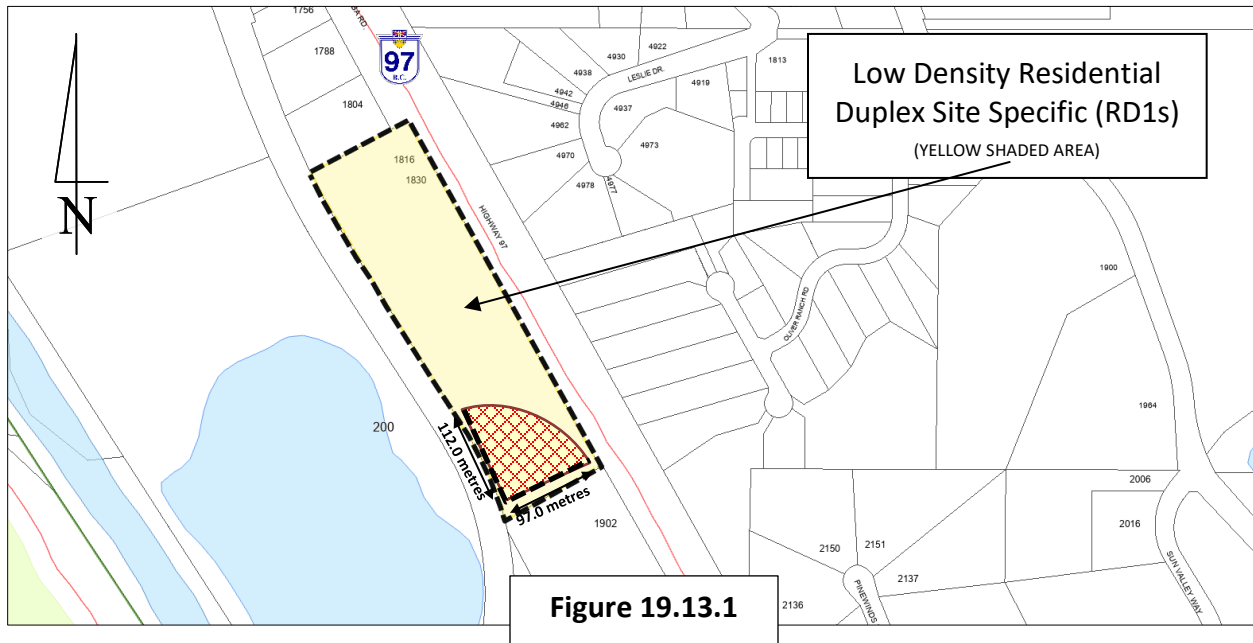 1756
BA RD.
1788
97
B.C.
1804
4930
4922
4938
LESLIE DR.
1813
4942
4946
4937
4919
4962
4973
4970
4978
4977
Low Density Residential
Duplex Site Specific (RD1s)
(YELLOW SHADED AREA)
N
1816
1830
HIGHWAY 97
OLIVER RANCH RD
1900
1964
200
112.0 metres
97.0 metres
1902
2006
2016
2150
2151
2137
2136
PINEWINDS
SUN VALLEY WAY
Figure 19.13.1